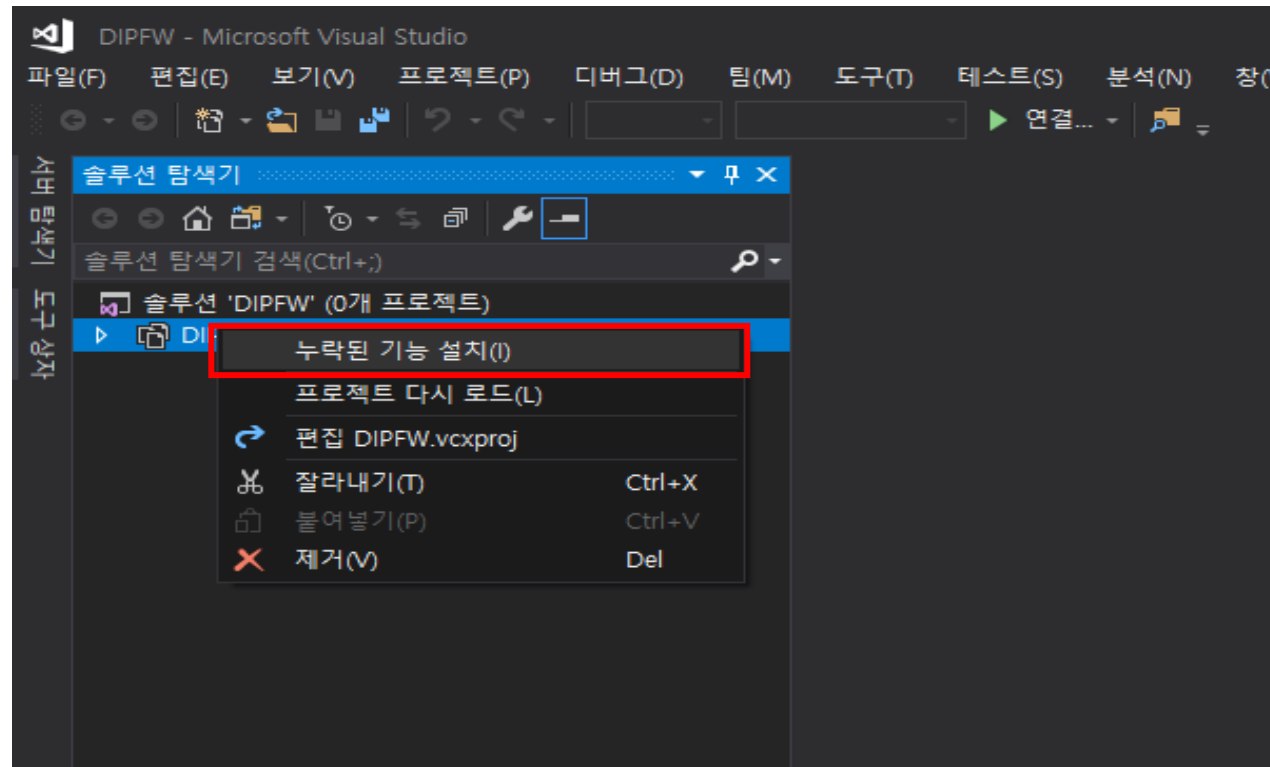 DIPFW - Microsoft Visual Studio
파일(F) 편집(E) 보기(V) 프로젝트(P) 디버그(D) 팀(M) 도구(T) 테스트(S) 분석(N) 창(
연결...
서버 탐색기
도구 상자
솔루션 탐색기
솔루션 탐색기 검색(Ctrl+;)
솔루션 'DIPFW' (0개 프로젝트)
누락된 기능 설치(I)
프로젝트 다시 로드(L)
편집 DIPFW.vcxproj
잘라내기(T) Ctrl+X
붙여넣기(P) Ctrl+V
제거(V) Del